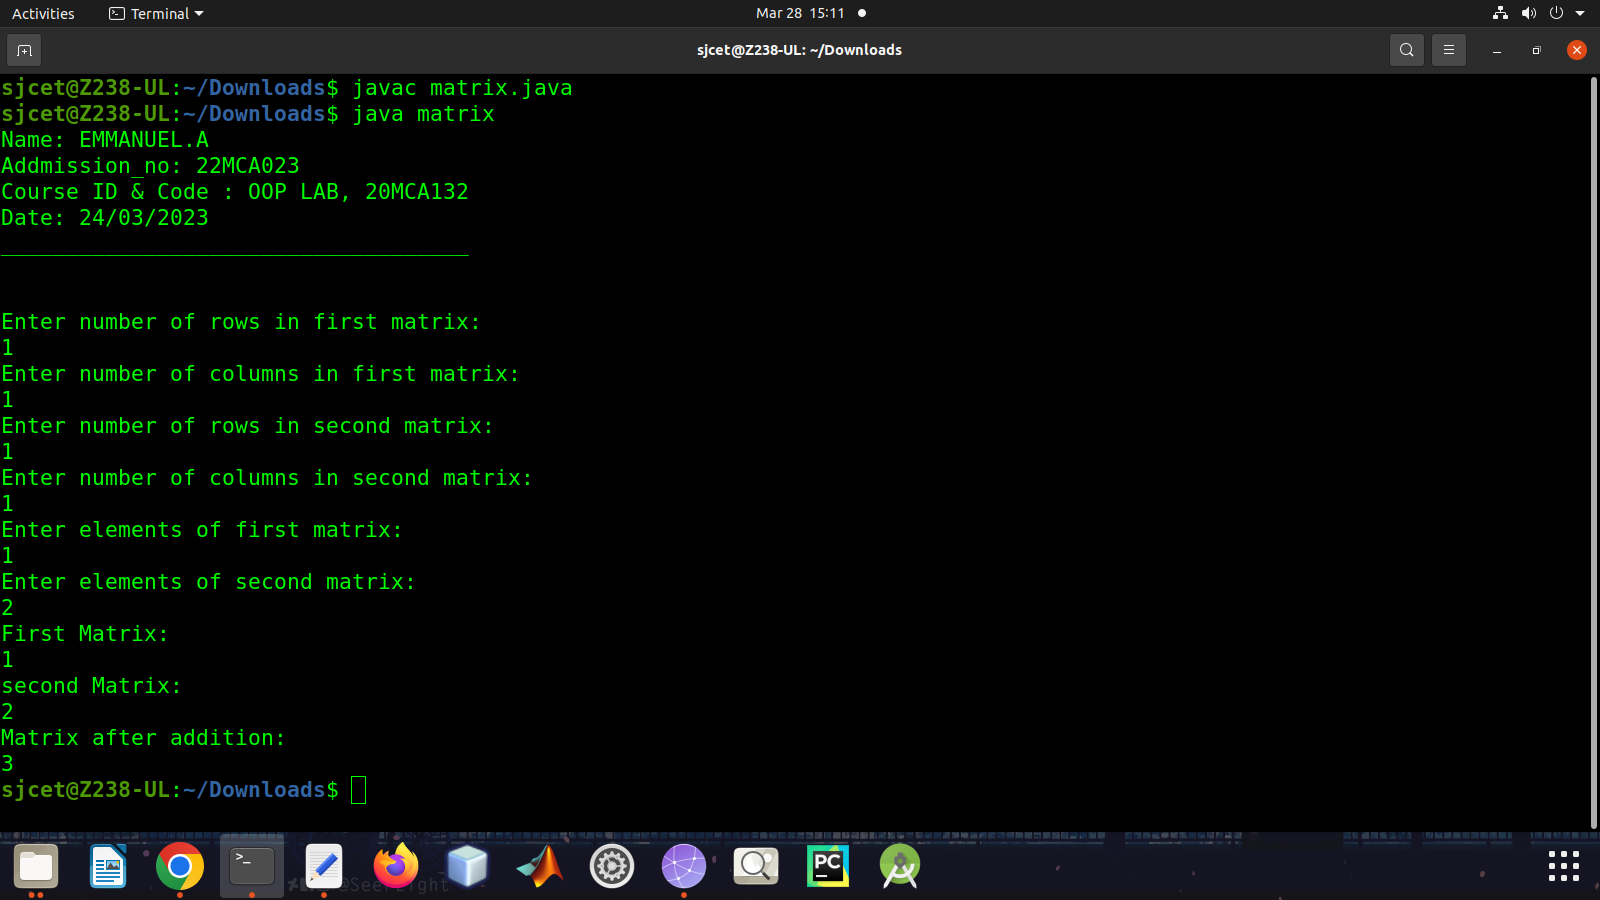 Activities Terminal Mar 28 15:11
sjcet@Z238-UL: ~/Downloads
sjcet@Z238-UL:~/Downloads$ javac matrix.java
sjcet@Z238-UL:~/Downloads$ java matrix
Name: EMMANUEL.A
Addmission_no: 22MCA023
Course ID & Code : OOP LAB, 20MCA132
Date: 24/03/2023
____________________________________
Enter number of rows in first matrix:
1
Enter number of columns in first matrix:
1
Enter number of rows in second matrix:
1
Enter number of columns in second matrix:
1
Enter elements of first matrix:
1
Enter elements of second matrix:
2
First Matrix:
1
second Matrix:
2
Matrix after addition:
3
sjcet@Z238-UL:~/Downloads$
>_ PC